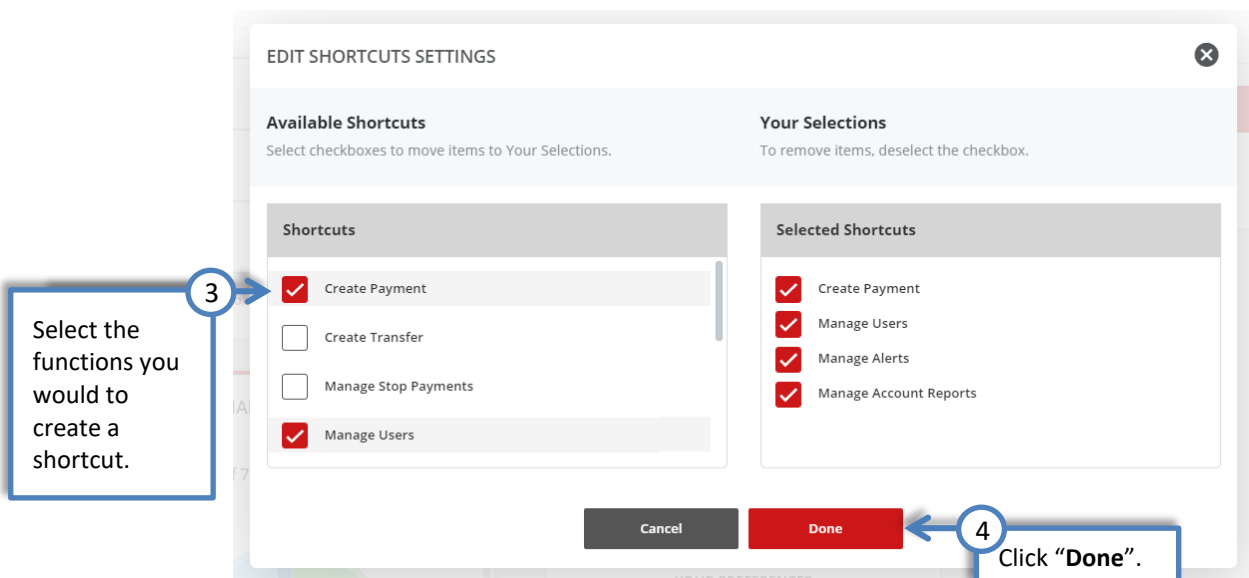 EDIT SHORTCUTS SETTINGS
Available Shortcuts
Select checkboxes to move items to Your Selections.
Your Selections
To remove items, deselect the checkbox.
Shortcuts
Create Payment
Create Transfer
Manage Stop Payments
Manage Users
Selected Shortcuts
Create Payment
Manage Users
Manage Alerts
Manage Account Reports
3
Select the
functions you
would to
create a
shortcut.
Cancel
Done
4
Click “Done”.